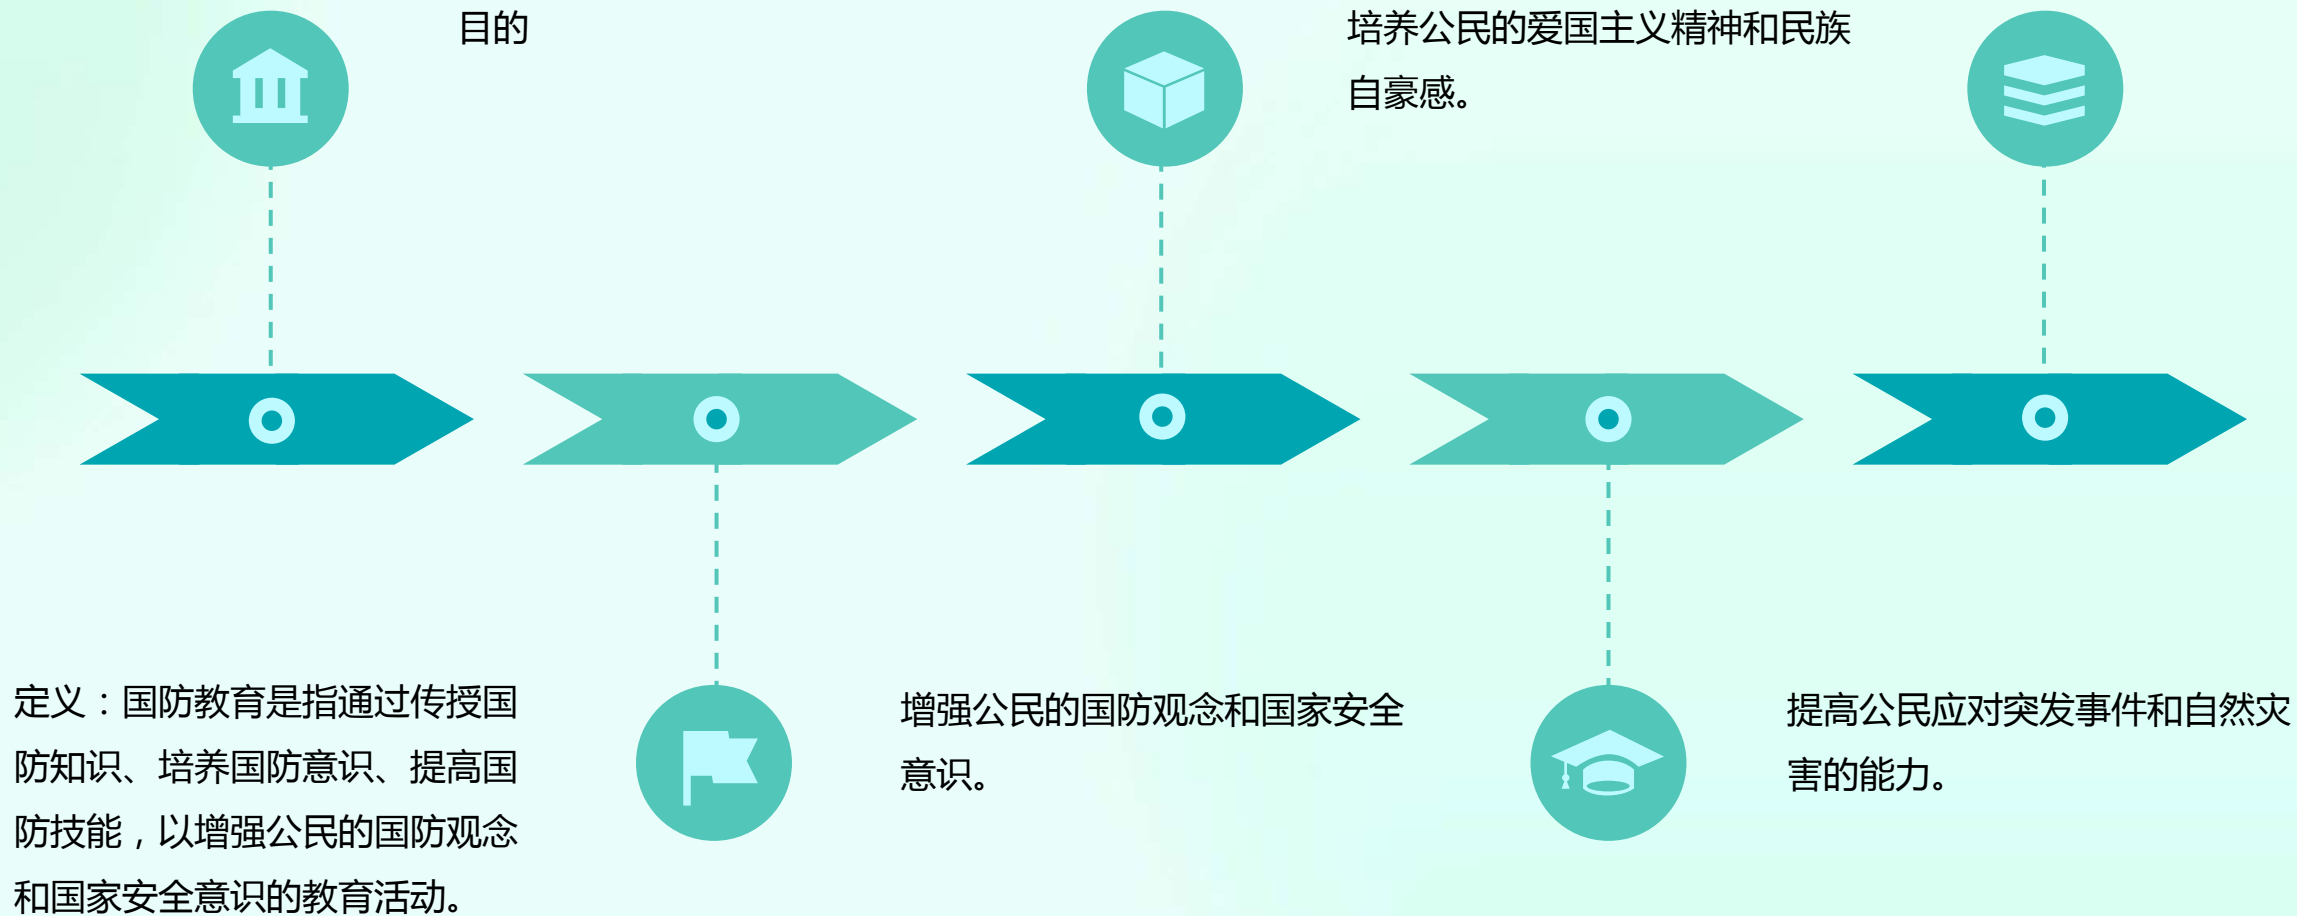 定义：国防教育是指通过传授国
防知识、培养国防意识、提高国
防技能，以增强公民的国防观念
和国家安全意识的教育活动。
目的
增强公民的国防观念和国家安全
意识。
培养公民的爱国主义精神和民族
自豪感。
提高公民应对突发事件和自然灾
害的能力。